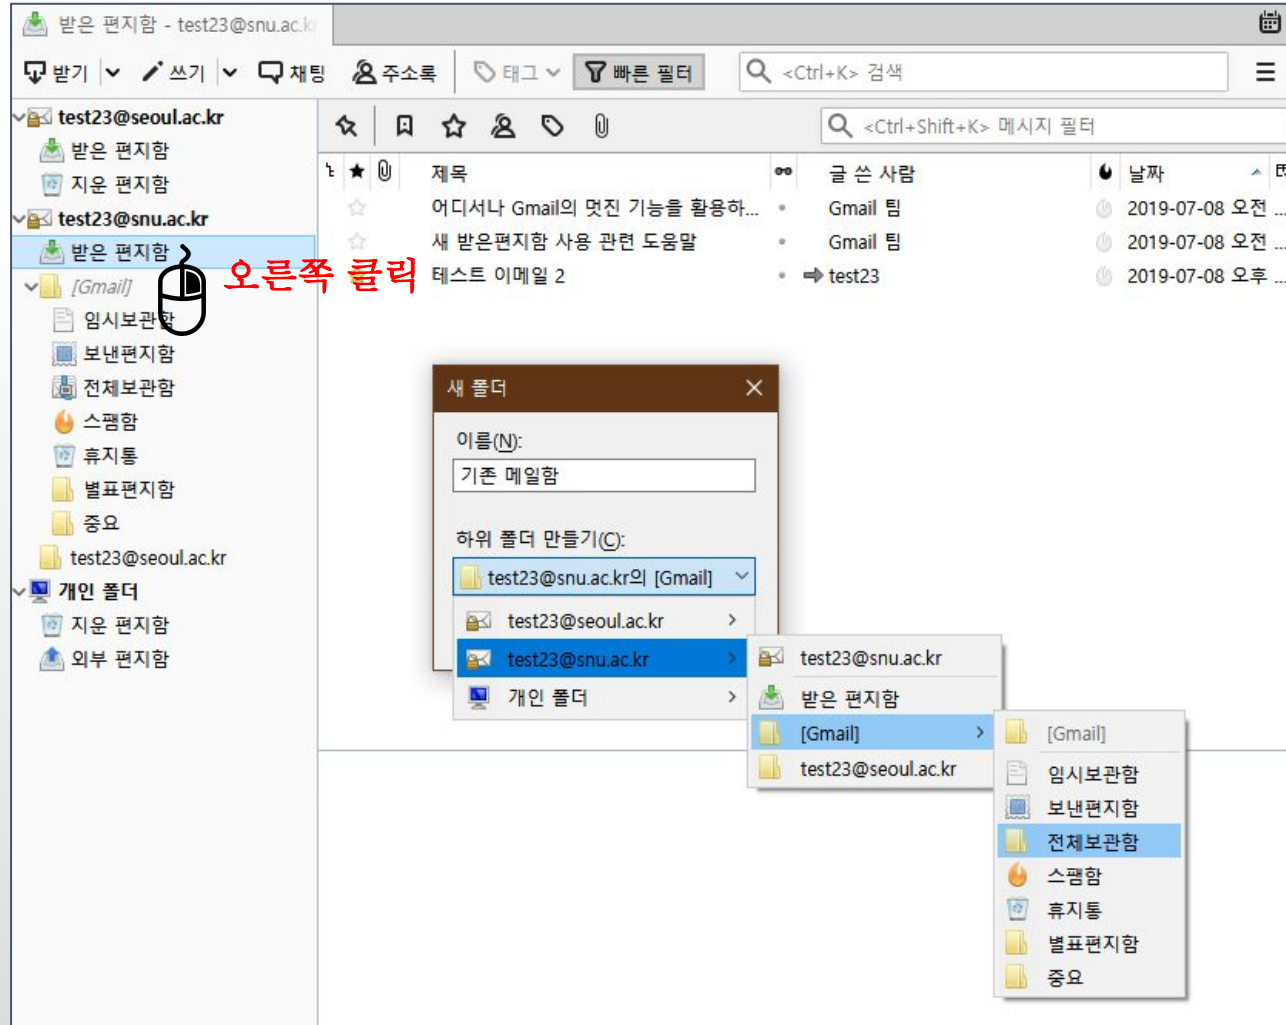 받은 편지함 - test23@snu.ac.k
받기 쓰기 채팅 주소록 태그 빠른 필터 <Ctrl+K> 검색
test23@seoul.ac.kr
받은 편지함
지운 편지함
test23@snu.ac.kr
받은 편지함
[Gmail]
임시보관함
보낸편지함
전체보관함
스팸함
휴지통
별표편지함
중요
test23@seoul.ac.kr
개인 폴더
지운 편지함
외부 편지함
오른쪽 클릭
<Ctrl+Shift+K> 메시지 필터
제목 글 쓴 사람 날짜
어디서나 Gmail의 멋진 기능을 활용하... Gmail 팀 2019-07-08 오전 ...
새 받은편지함 사용 관련 도움말 Gmail 팀 2019-07-08 오전 ...
테스트 이메일 2 test23 2019-07-08 오후 ...
새 폴더
이름(N):
기존 메일함
하위 폴더 만들기(C):
test23@snu.ac.kr의 [Gmail]
test23@seoul.ac.kr
test23@snu.ac.kr
개인 폴더
test23@snu.ac.kr
받은 편지함
[Gmail]
test23@seoul.ac.kr
[Gmail]
임시보관함
보낸편지함
전체보관함
스팸함
휴지통
별표편지함
중요